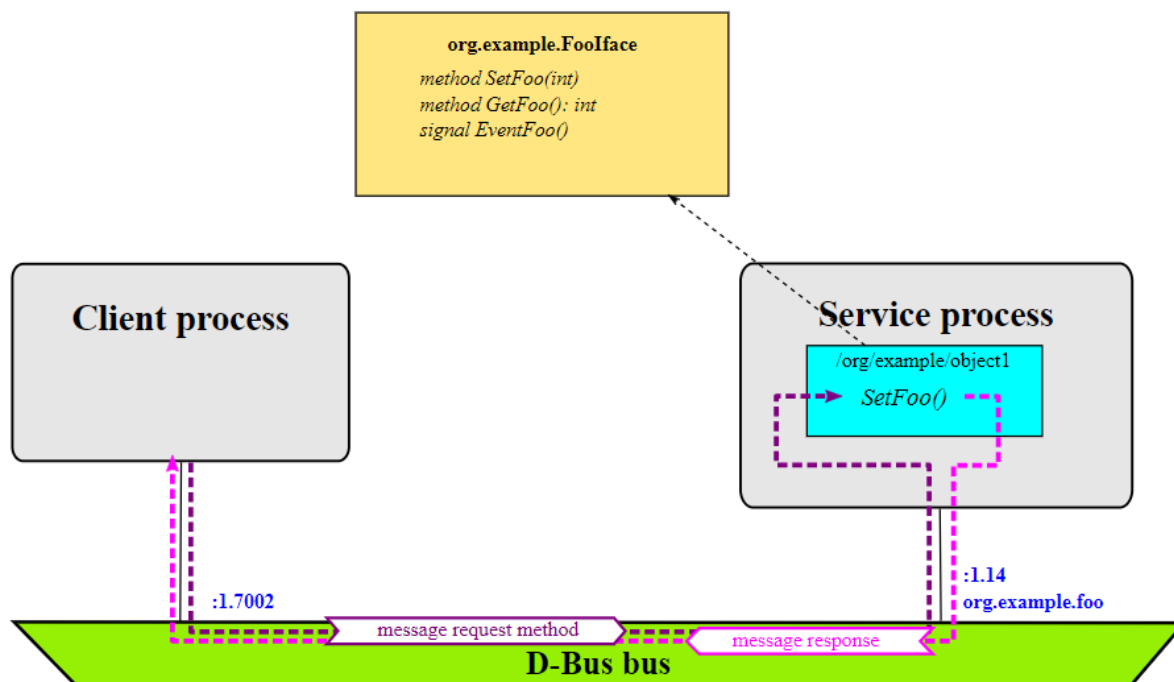 org.example.FooIface
method SetFoo(int)
method GetFoo(): int
signal EventFoo()
Client process
Service process
/org/example/object1
SetFoo()
:1.7002
:1.14
org.example.foo
message request method
message response
D-Bus bus